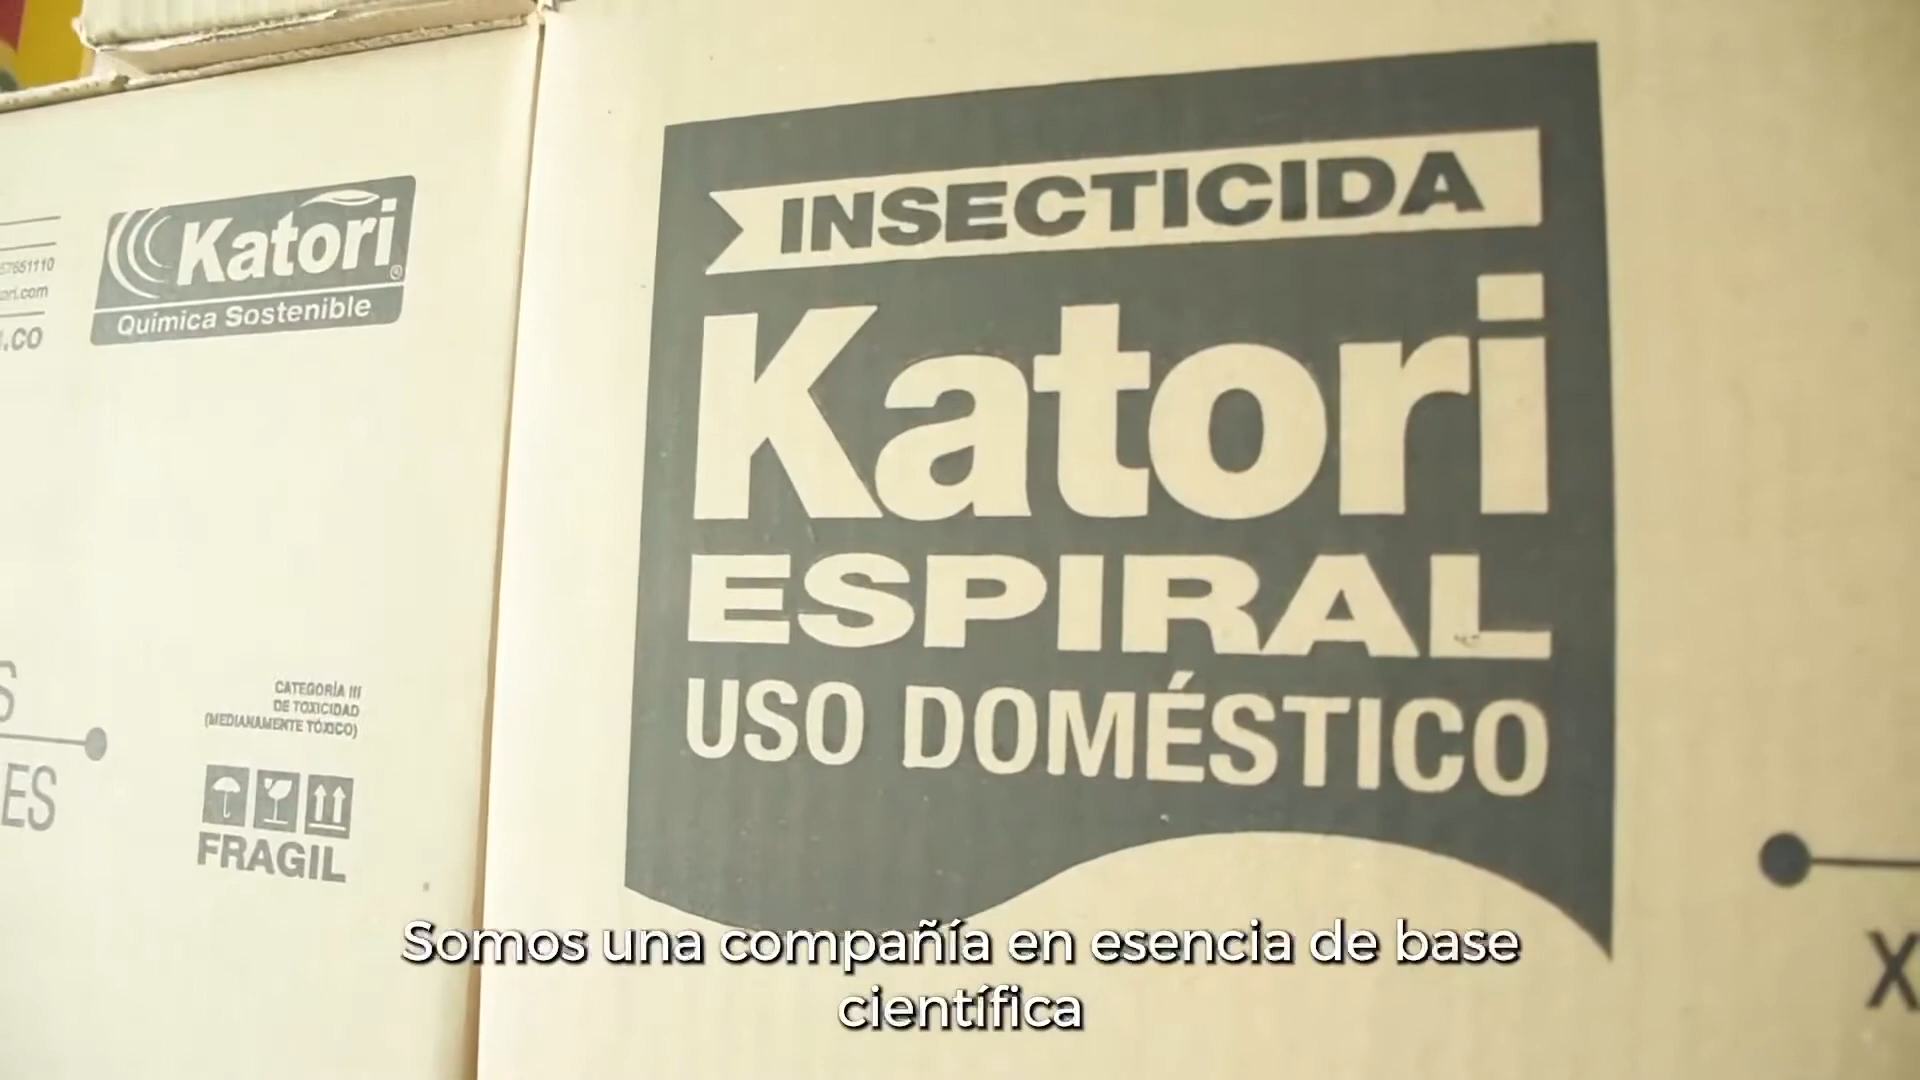 Katori
Química Sostenible
57651110
.co
CATEGORÍA III
DE TOXICIDAD
(MEDIANAMENTE TÓXICO)
ES
FRAGIL
INSECTICIDA
Katori
ESPIRAL
USO DOMÉSTICO
X
Somos una compañía en esencia de base
científica